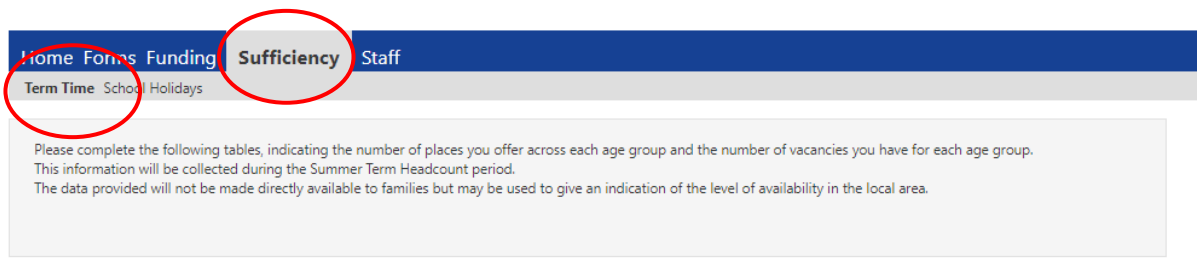 Home Forms Funding Sufficiency Staff
Term Time School Holidays
Please complete the following tables, indicating the number of places you offer across each age group and the number of vacancies you have for each age group.
This information will be collected during the Summer Term Headcount period.
The data provided will not be made directly available to families but may be used to give an indication of the level of availability in the local area.